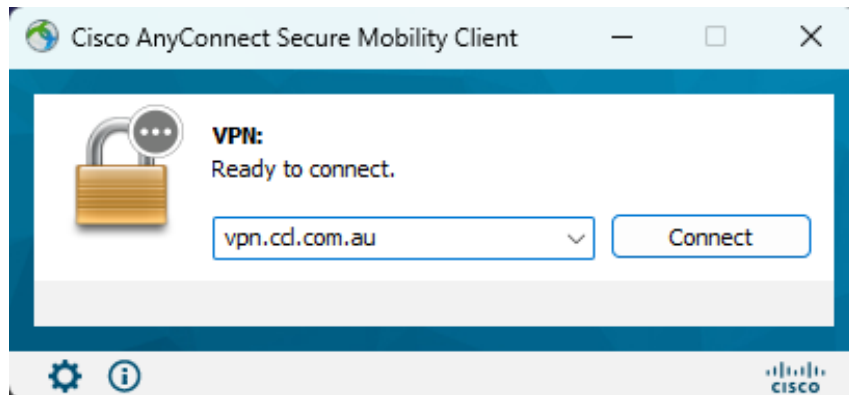 Cisco AnyConnect Secure Mobility Client
VPN:
Ready to connect.
vpn.ccl.com.au
Connect
CISCO